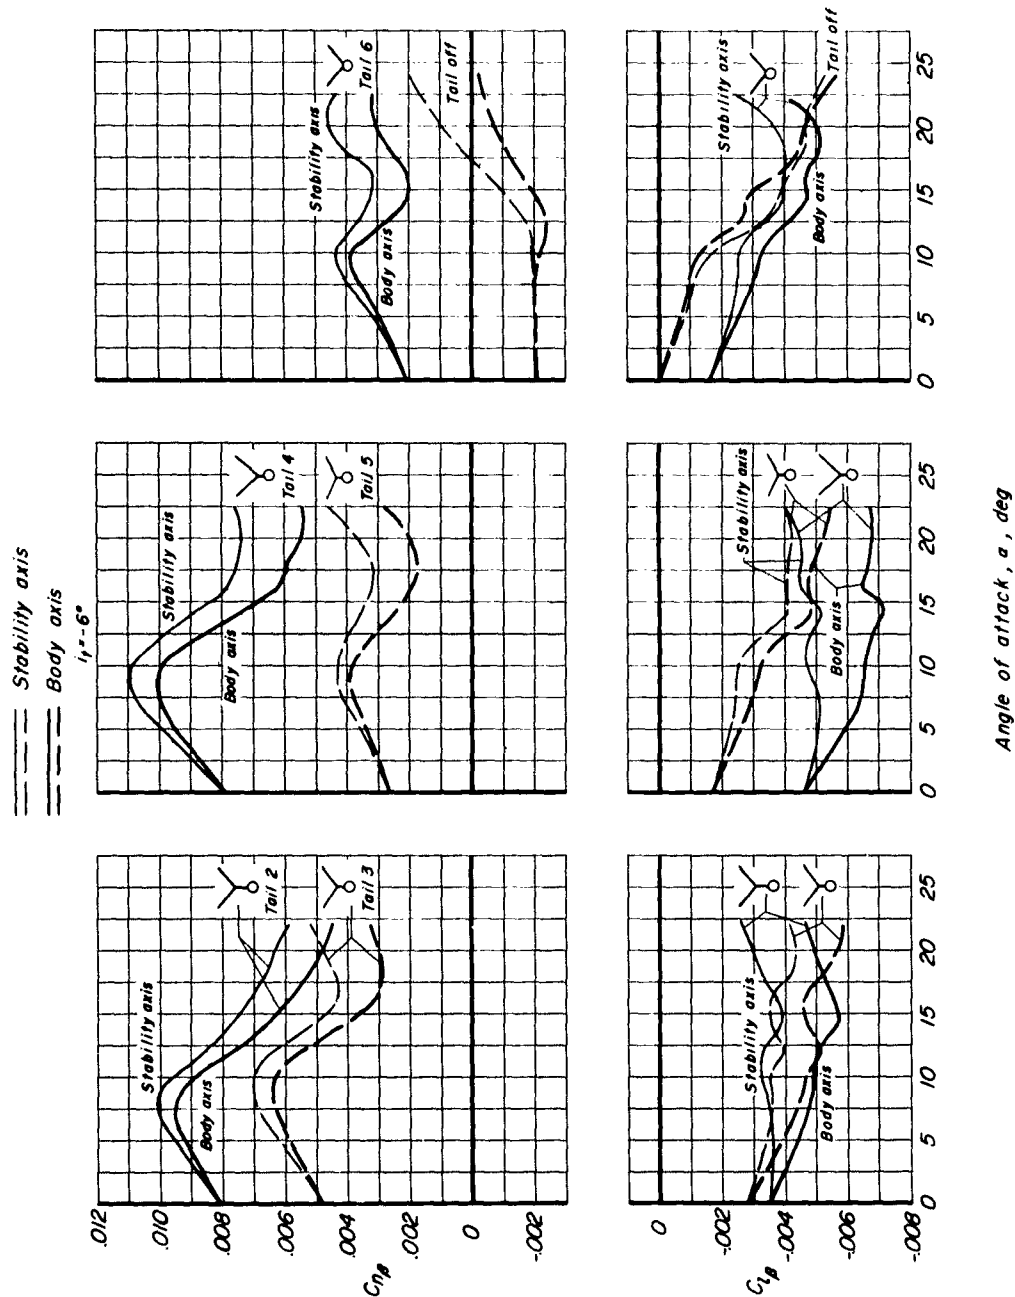 Stability axis
Body axis
i_t = -6°
.012
.010
.008
.006
.004
.002
0
-.002
C_nβ
Stability axis
Body axis
Tail 2
Tail 3
Stability axis
Body axis
Tail 4
Tail 5
Stability axis
Body axis
Tail 6
Tail off
0
-.002
-.004
-.006
-.008
C_lβ
Stability axis
Body axis
0 5 10 15 20 25
Stability axis
Body axis
0 5 10 15 20 25
Stability axis
Body axis
Tail off
0 5 10 15 20 25
Angle of attack, α, deg